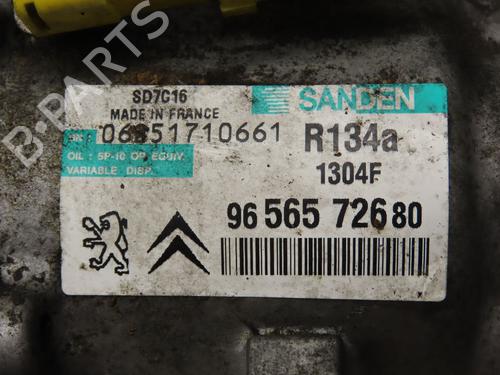 SD7C16
MADE IN FRANCE
SANDEN
06351710661
R134a
OIL : SP-10 OR EQUIV.
VARIABLE DISP.
1304F
96 565 726 80
B-PARTS